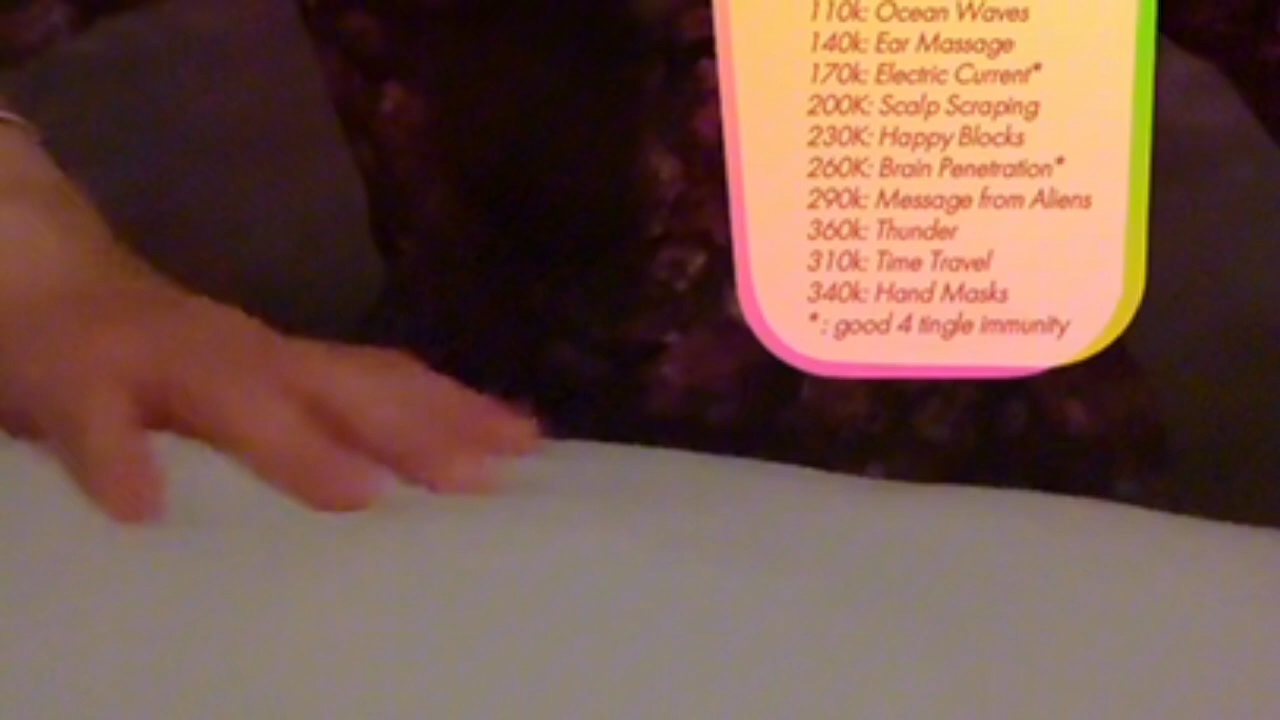 110k: Ocean Waves
140k: Ear Massage
170k: Electric Current*
200K: Scalp Scraping
230K: Happy Blocks
260K: Brain Penetration*
290k: Message from Aliens
360k: Thunder
310k: Time Travel
340k: Hand Masks
* : good 4 tingle immunity